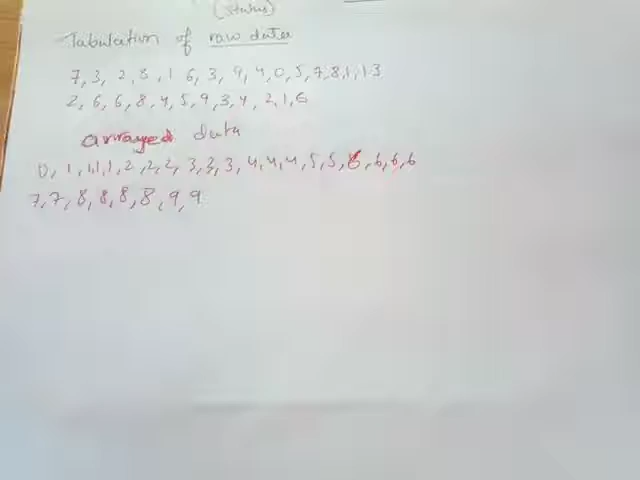 (status)
Tabulation of raw data
7, 3, 2, 8, 1 6, 3, 9, 4, 0, 5, 7, 8, 1, 1 3
2, 6, 6, 8, 4, 5, 9, 3, 4, 2, 1, 6
arrayed data
0, 1, 1, 1, 1, 2, 2, 2, 3, 3, 3, 4, 4, 4, 5, 5, 6, 6, 6, 6
7, 7, 8, 8, 8, 8, 9, 9